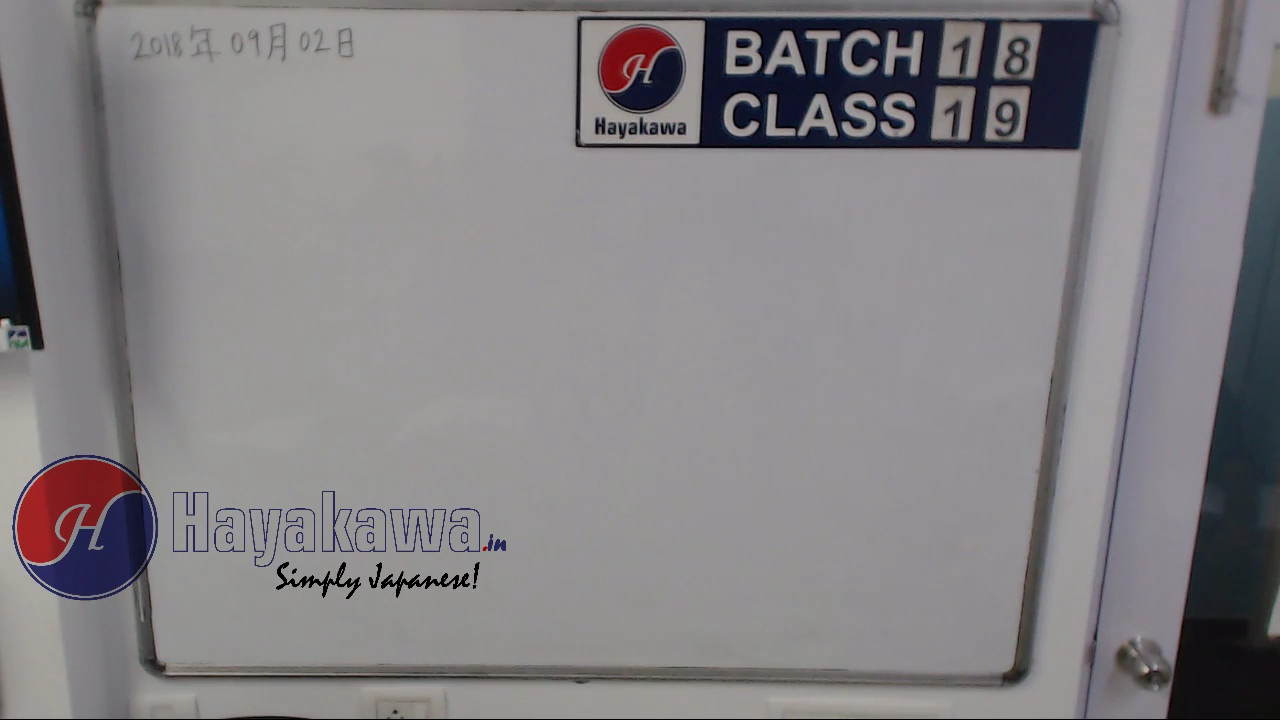 2018年 09月 02日
BATCH 18
CLASS 19
H
Hayakawa
H
Hayakawa.in
Simply Japanese!